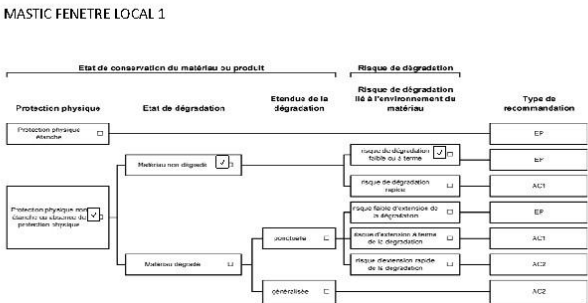 MASTIC FENETRE LOCAL 1
Etat de conservation du matériau ou produit
Risque de dégradation
Protection physique
Etat de dégradation
Etendue de la
dégradation
Risque de dégradation
lié à l'environnement du
matériau
Type de
recommandation
Protection physique
étanche
EP
Matériau non dégradé
risque de dégradation
faible ou à terme
EP
risque de dégradation
rapide
AC1
Protection physique non
étanche ou absence de
protection physique
risque faible d'extension de
la dégradation
EP
ponctuelle
risque d'extension à terme
de la dégradation
AC1
Matériau dégradé
risque d'extension rapide
de la dégradation
AC2
généralisée
AC2